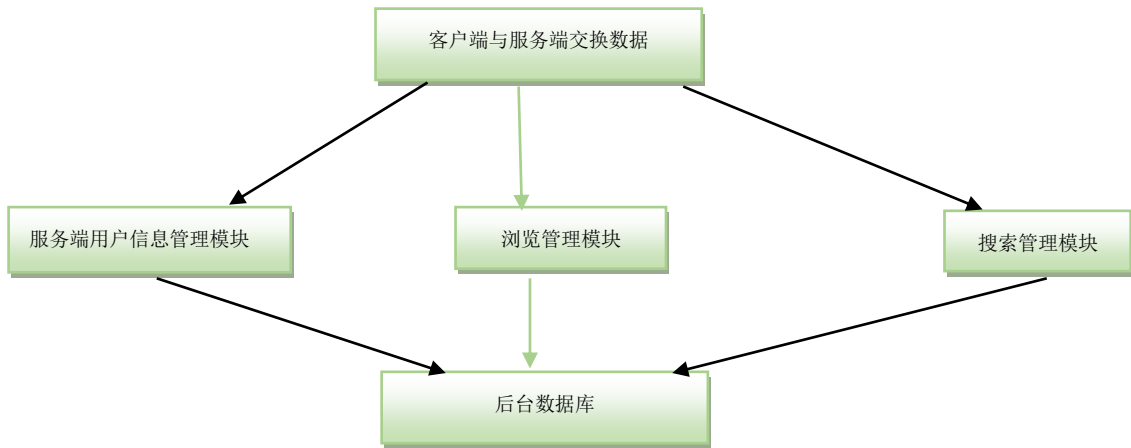 客户端与服务端交换数据
服务端用户信息管理模块
浏览管理模块
搜索管理模块
后台数据库